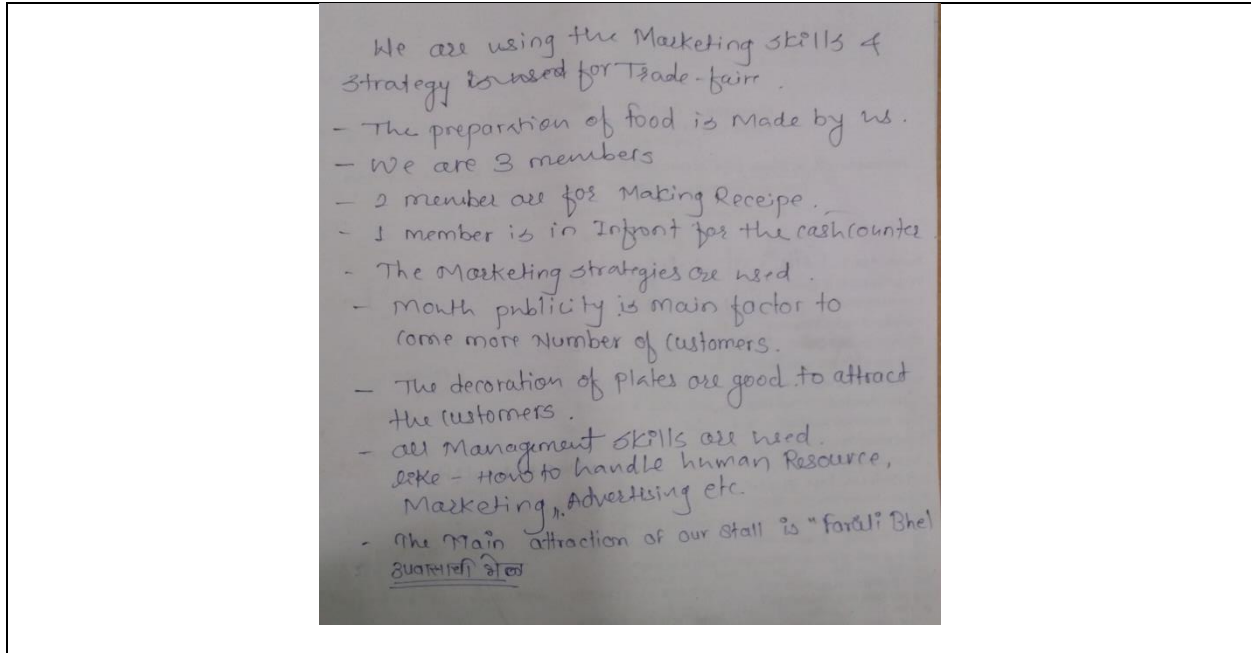 We are using the Marketing skills &
strategy is used for Trade-faire.
- The preparation of food is Made by us.
- We are 3 members
- 2 member are for Making Receipe.
- 1 member is in Infront for the cashcounter
- The Marketing strategies are used.
- Mouth publicity is main factor to
come more Number of Customers.
- The decoration of Plates are good to attract
the customers.
- all Management skills are used.
like - How to handle human Resource,
Marketing, Advertising etc.
- The Main attraction of our stall is "Farali Bhel
उपवासाची भेळ